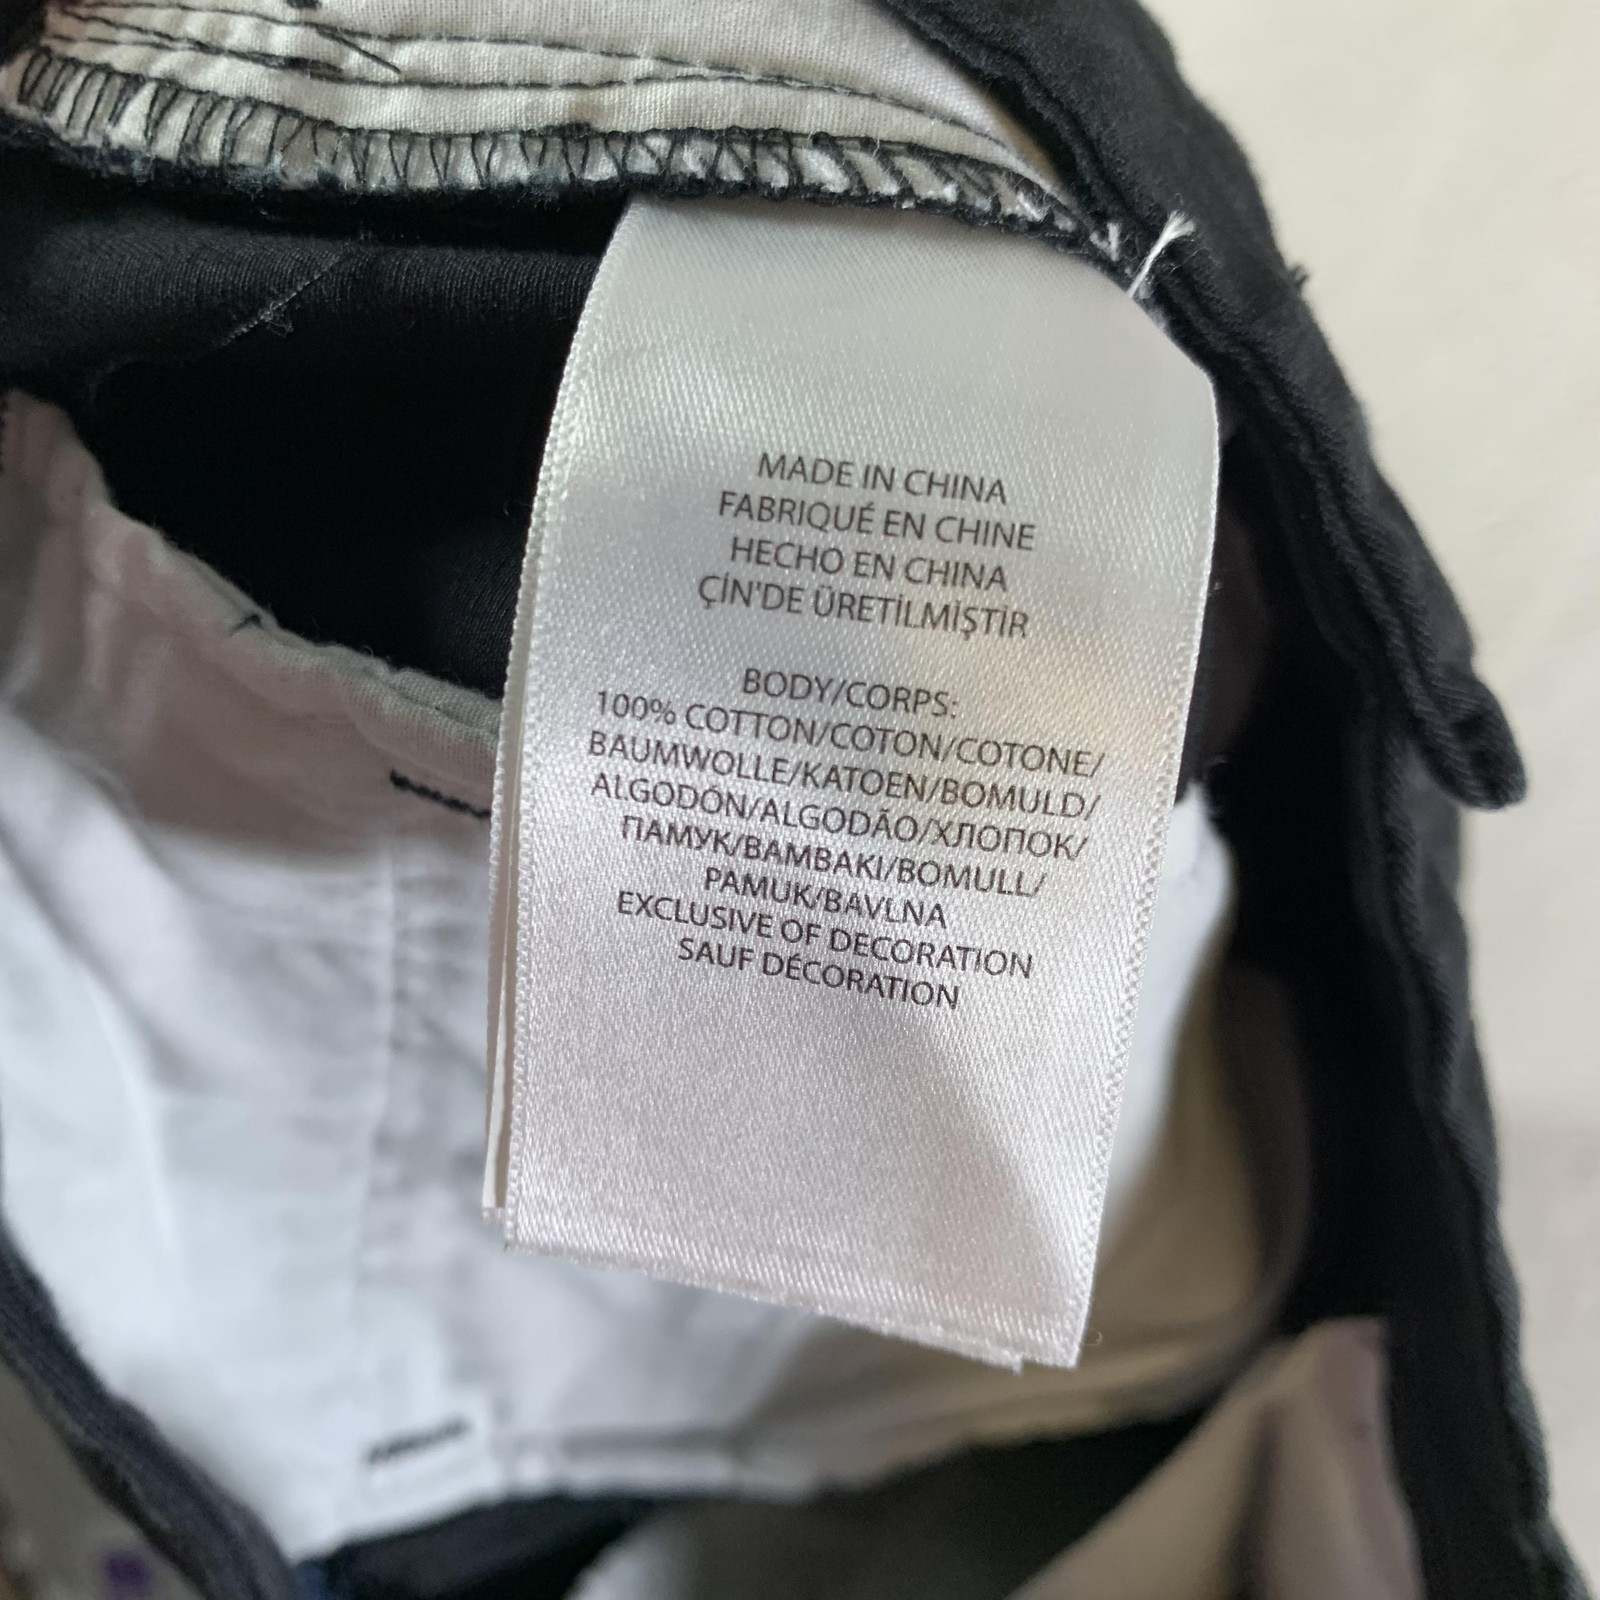 MADE IN CHINA
FABRIQUÉ EN CHINE
HECHO EN CHINA
ÇİN'DE ÜRETİLMİŞTİR
BODY/CORPS:
100% COTTON/COTON/COTONE/
BAUMWOLLE/KATOEN/BOMULD/
ALGODÓN/ALGODÃO/ХЛОПОК/
ПАМУК/BAMBAKI/BOMULL/
PAMUK/BAVLNA
EXCLUSIVE OF DECORATION
SAUF DÉCORATION